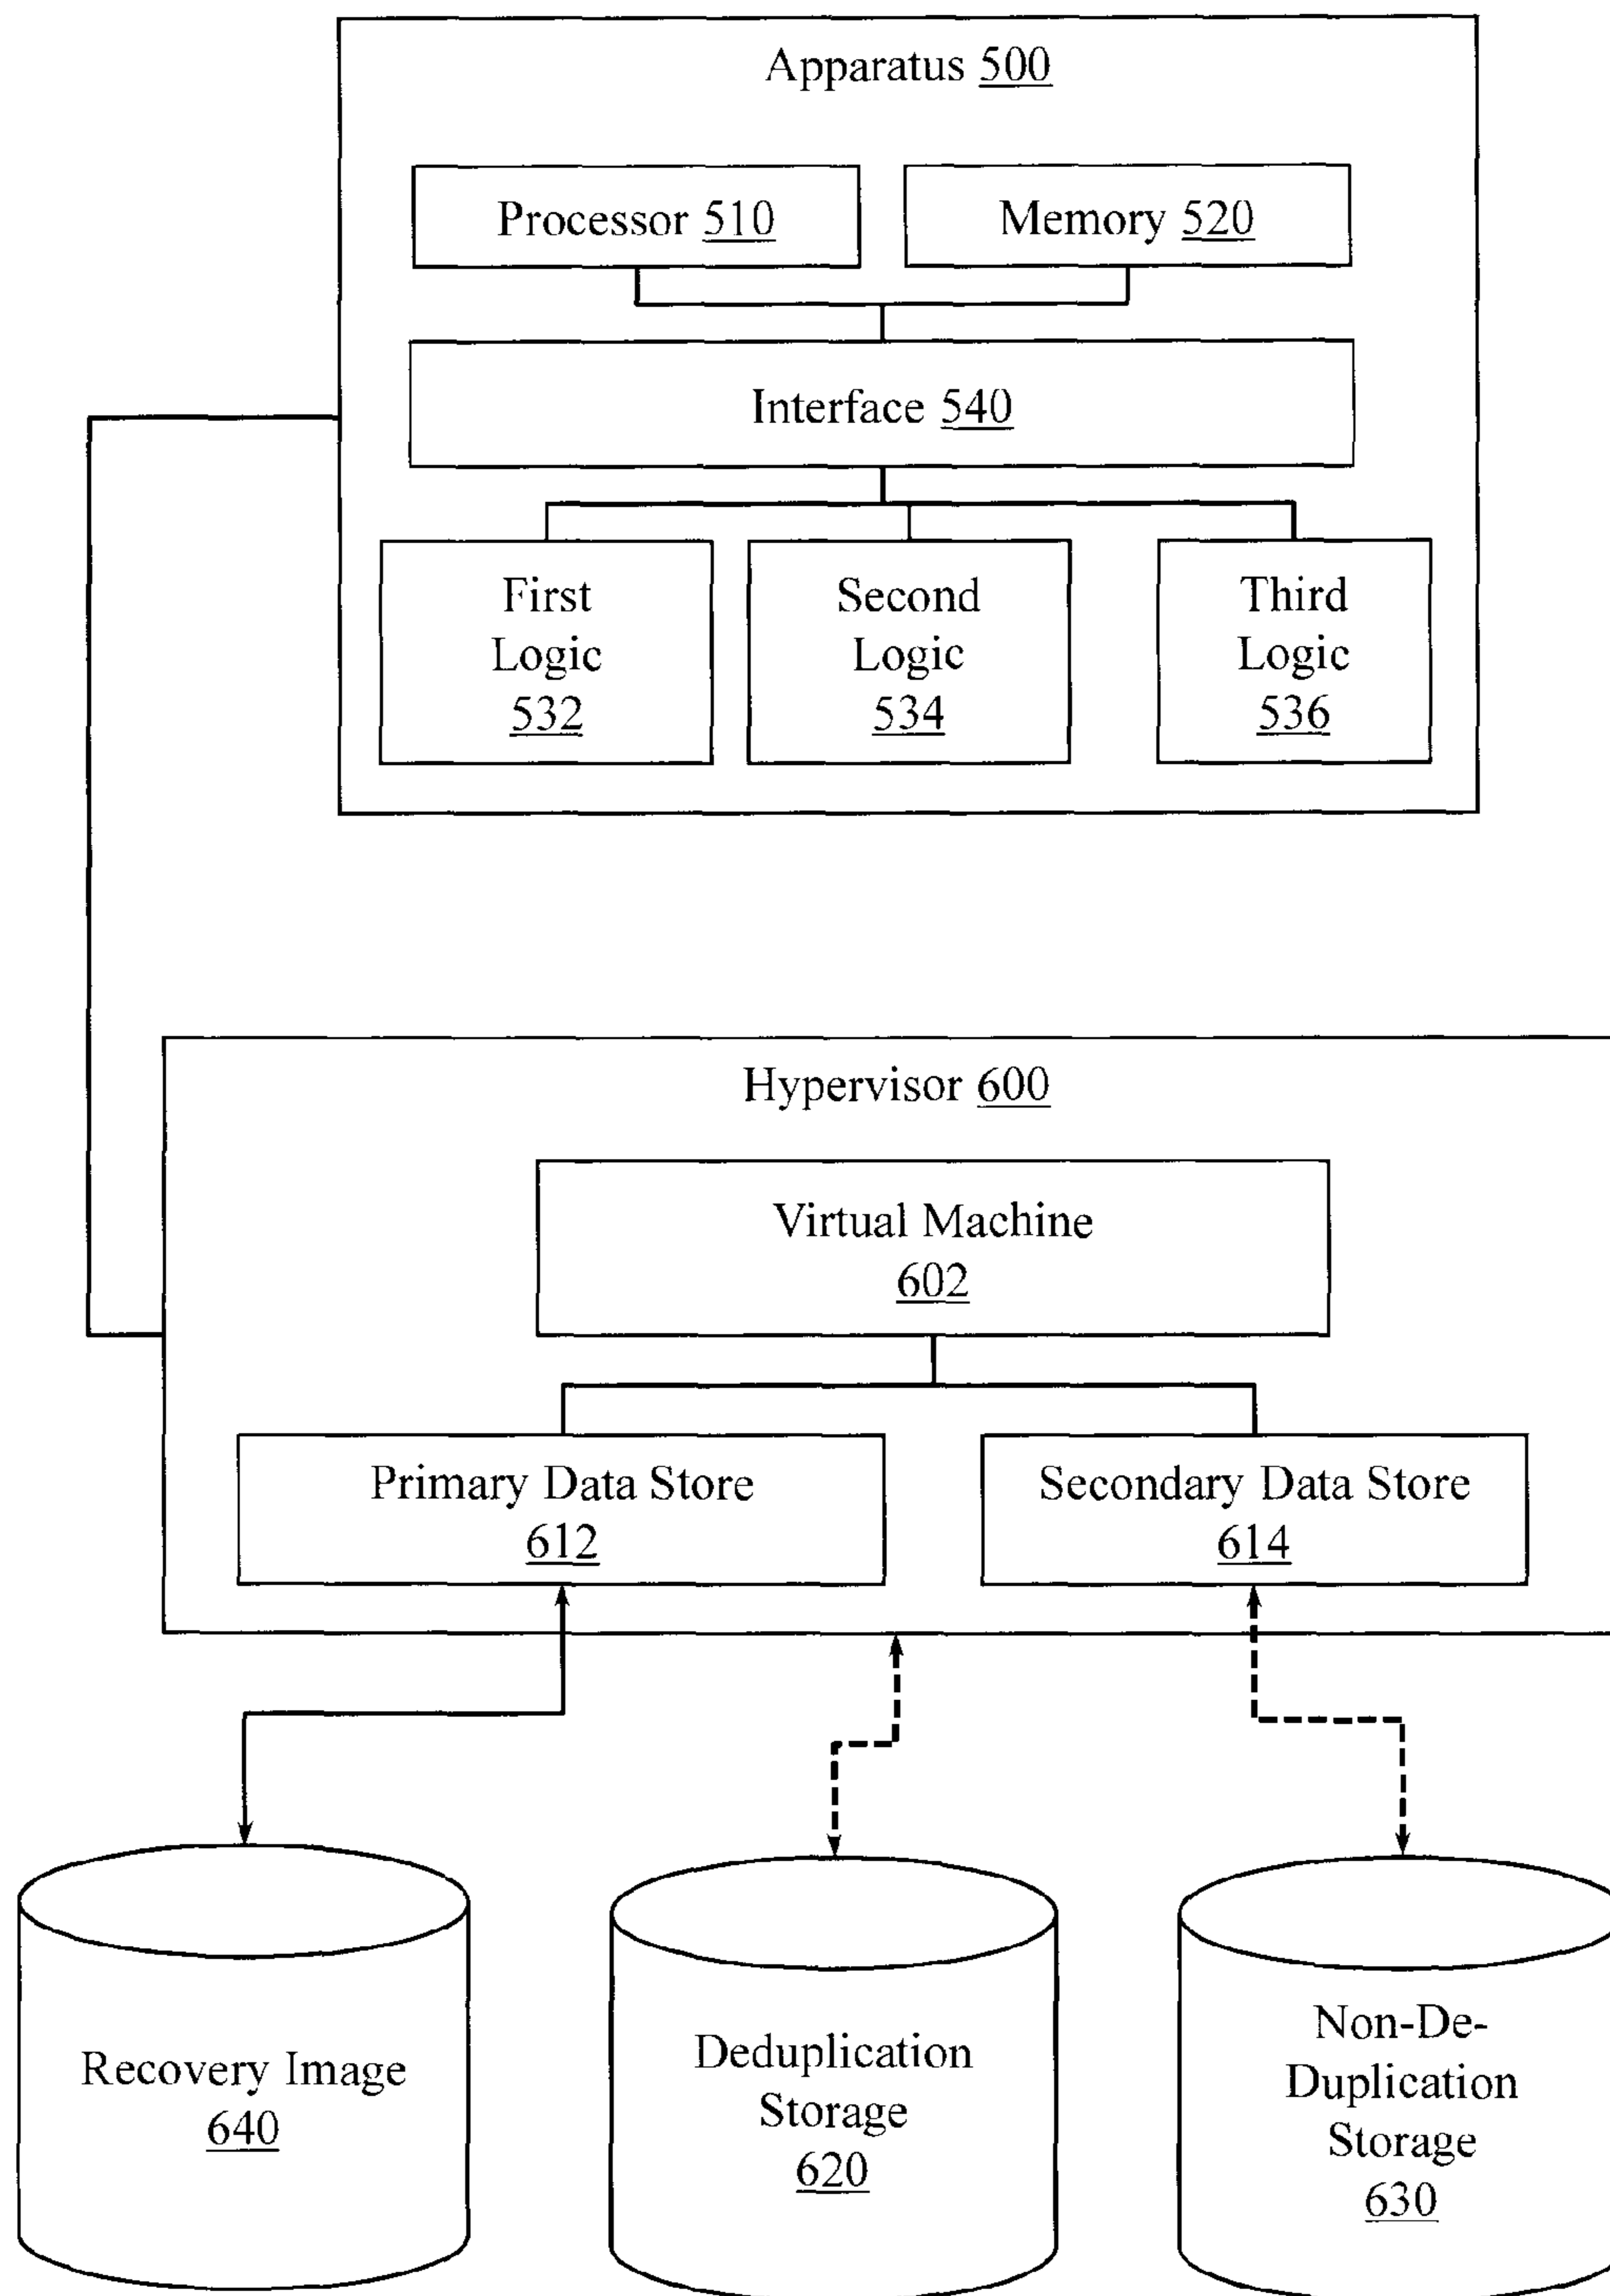 Apparatus 500
Processor 510
Memory 520
Interface 540
First
Logic
532
Second
Logic
534
Third
Logic
536
Hypervisor 600
Virtual Machine
602
Primary Data Store
612
Secondary Data Store
614
Recovery Image
640
Deduplication
Storage
620
Non-De-
Duplication
Storage
630